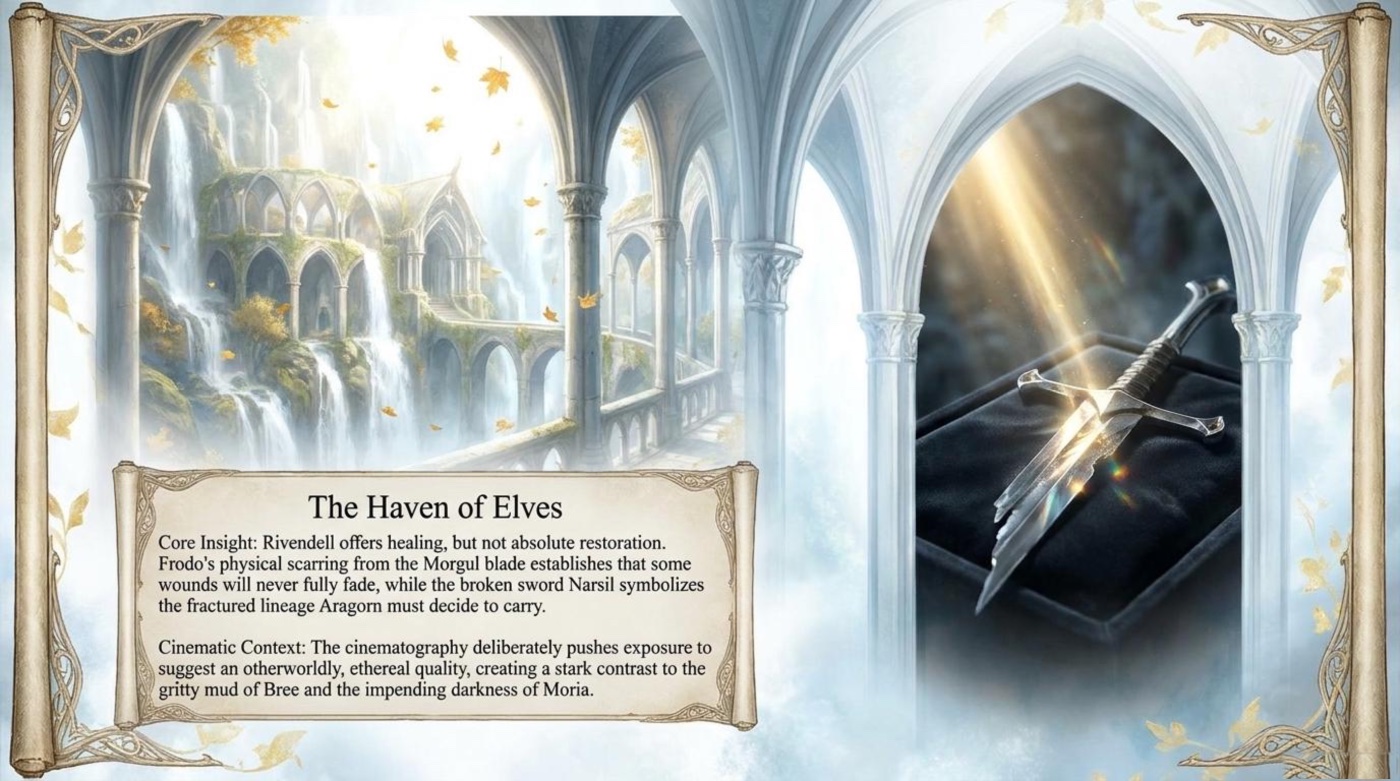 The Haven of Elves
Core Insight: Rivendell offers healing, but not absolute restoration.
Frodo's physical scarring from the Morgul blade establishes that some
wounds will never fully fade, while the broken sword Narsil symbolizes
the fractured lineage Aragorn must decide to carry.
Cinematic Context: The cinematography deliberately pushes exposure to
suggest an otherworldly, ethereal quality, creating a stark contrast to the
gritty mud of Bree and the impending darkness of Moria.